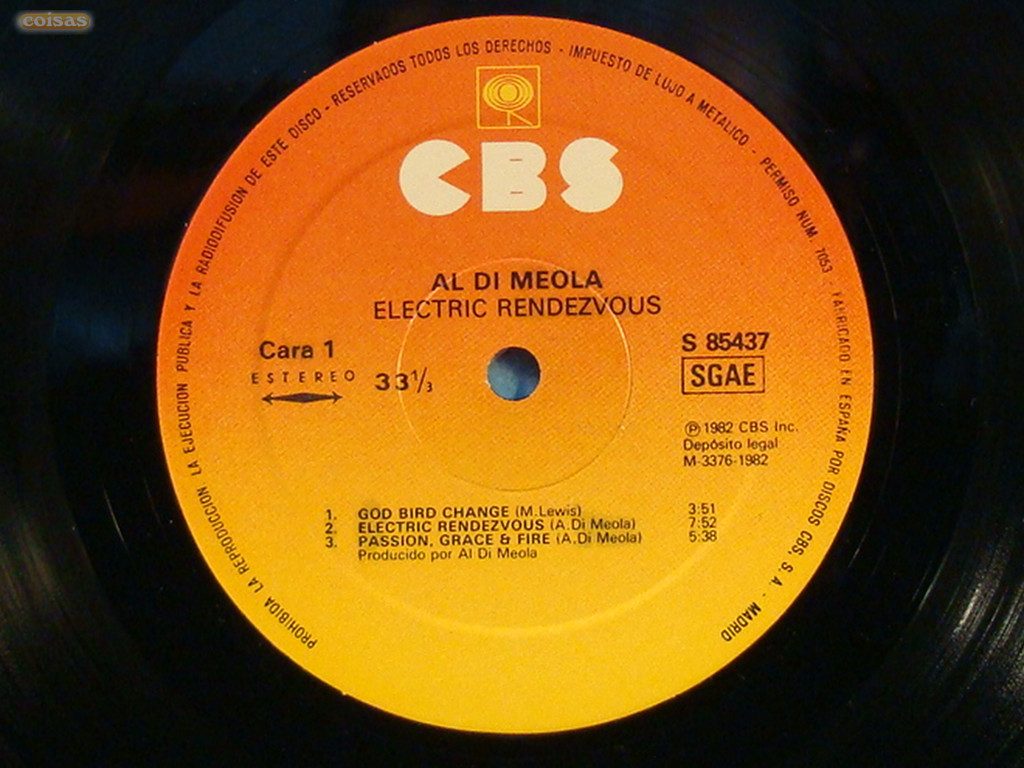 coisas
PROHIBIDA LA REPRODUCCION LA EJECUCION PUBLICA Y LA RADIODIFUSION DE ESTE DISCO - RESERVADOS TODOS LOS DERECHOS - IMPUESTO DE LUJO A METALICO - PERMISO NUM. 7053 - FABRICADO EN ESPAÑA POR DISCOS CBS. S. A. - MADRID
CBS
AL DI MEOLA
ELECTRIC RENDEZVOUS
Cara 1
ESTEREO
33 1/3
S 85437
SGAE
℗ 1982 CBS Inc.
Depósito legal
M-3376-1982
1. GOD BIRD CHANGE (M.Lewis) 3:51
2. ELECTRIC RENDEZVOUS (A.Di Meola) 7:52
3. PASSION, GRACE & FIRE (A.Di Meola) 5:38
Producido por Al Di Meola